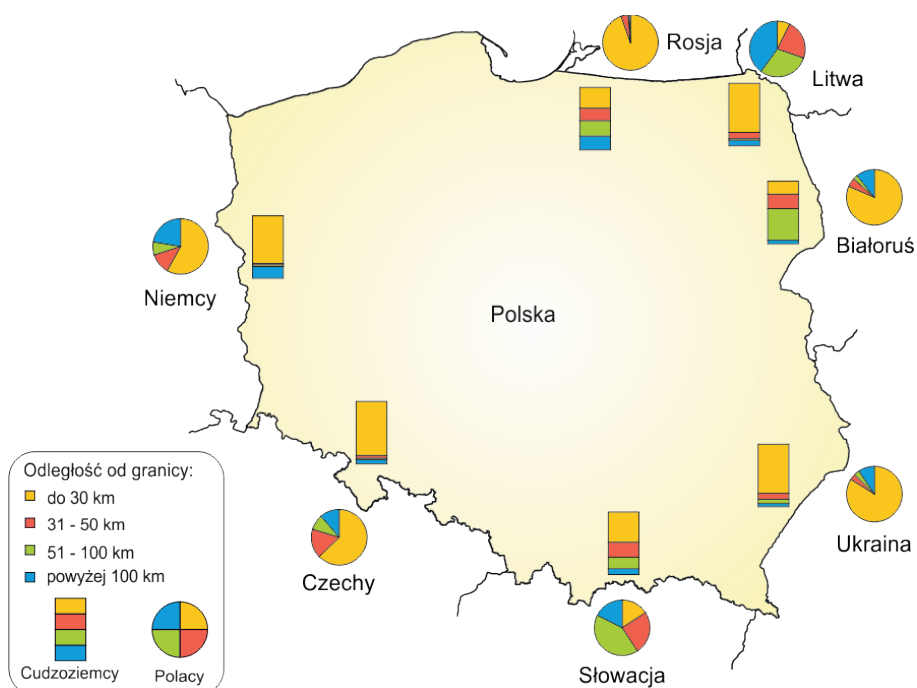 Rosja
Litwa
Białoruś
Niemcy
Polska
Odległość od granicy:
do 30 km
31 - 50 km
51 - 100 km
powyżej 100 km
Cudzoziemcy
Polacy
Czechy
Słowacja
Ukraina